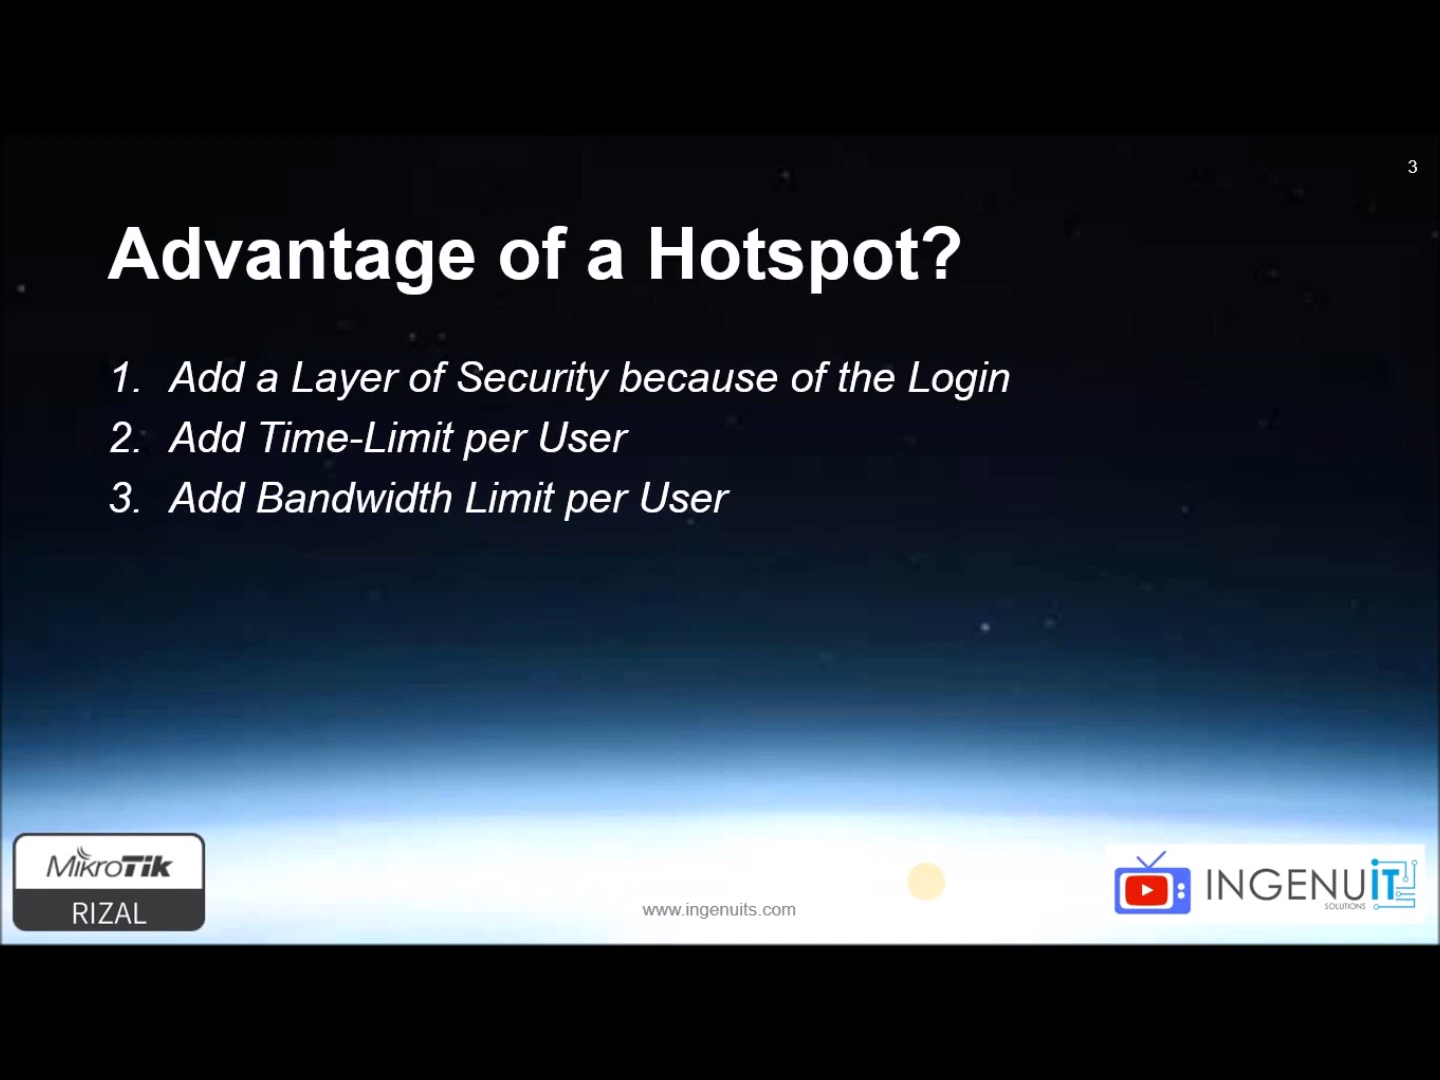 3
Advantage of a Hotspot?
1. Add a Layer of Security because of the Login
2. Add Time-Limit per User
3. Add Bandwidth Limit per User
MikroTik
RIZAL
www.ingenuits.com
INGENUIT
SOLUTIONS